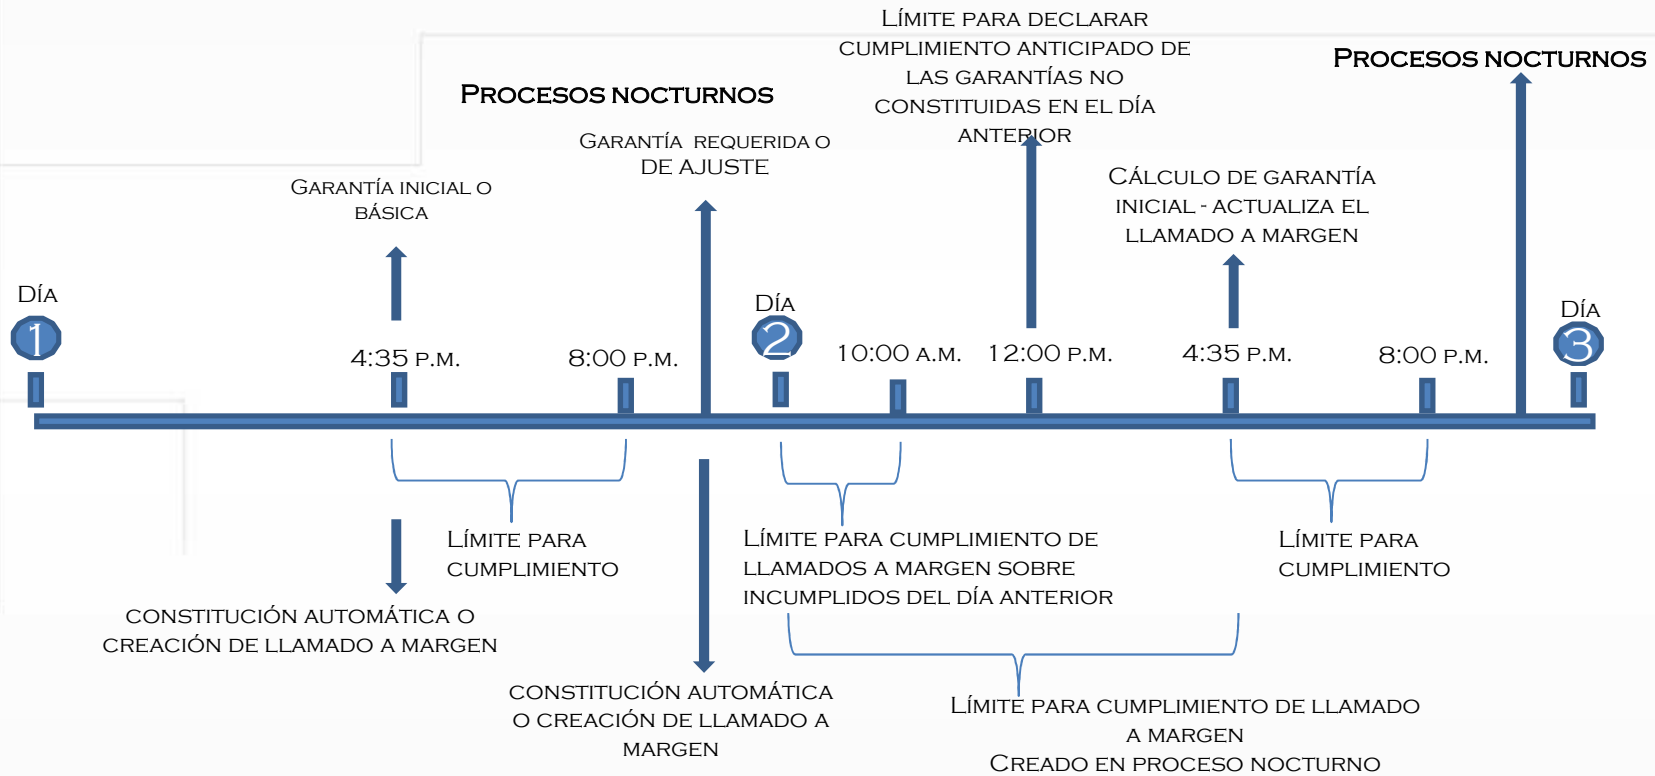 LÍMITE PARA DECLARAR
CUMPLIMIENTO ANTICIPADO DE
LAS GARANTÍAS NO
CONSTITUIDAS EN EL DÍA
ANTERIOR
PROCESOS NOCTURNOS
PROCESOS NOCTURNOS
GARANTÍA REQUERIDA O
DE AJUSTE
GARANTÍA INICIAL O
BÁSICA
CÁLCULO DE GARANTÍA
INICIAL - ACTUALIZA EL
LLAMADO A MARGEN
DÍA
1
4:35 P.M.
8:00 P.M.
DÍA
2
10:00 A.M.
12:00 P.M.
4:35 P.M.
8:00 P.M.
DÍA
3
LÍMITE PARA
CUMPLIMIENTO
LÍMITE PARA CUMPLIMIENTO DE
LLAMADOS A MARGEN SOBRE
INCUMPLIDOS DEL DÍA ANTERIOR
LÍMITE PARA
CUMPLIMIENTO
CONSTITUCIÓN AUTOMÁTICA O
CREACIÓN DE LLAMADO A MARGEN
CONSTITUCIÓN AUTOMÁTICA
O CREACIÓN DE LLAMADO A
MARGEN
LÍMITE PARA CUMPLIMIENTO DE LLAMADO
A MARGEN
CREADO EN PROCESO NOCTURNO